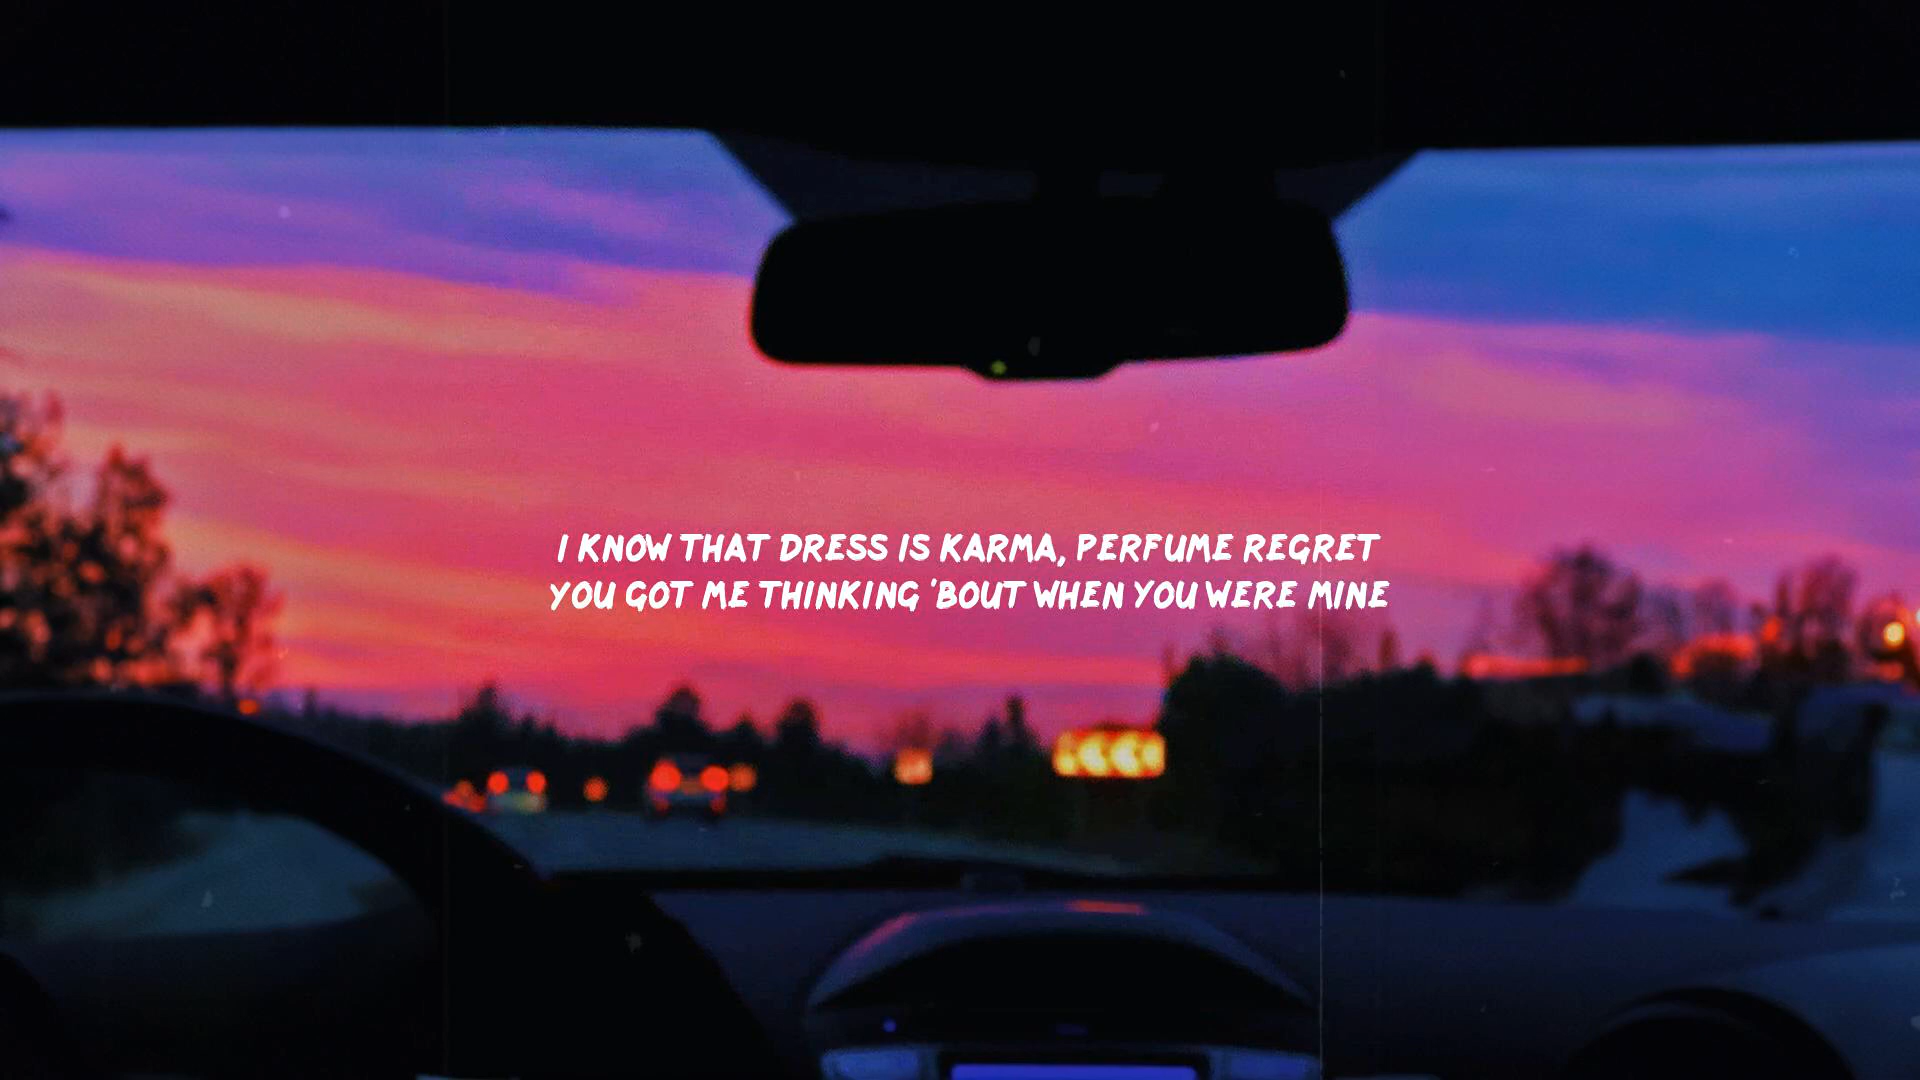 I KNOW THAT DRESS IS KARMA, PERFUME REGRET
YOU GOT ME THINKING 'BOUT WHEN YOU WERE MINE